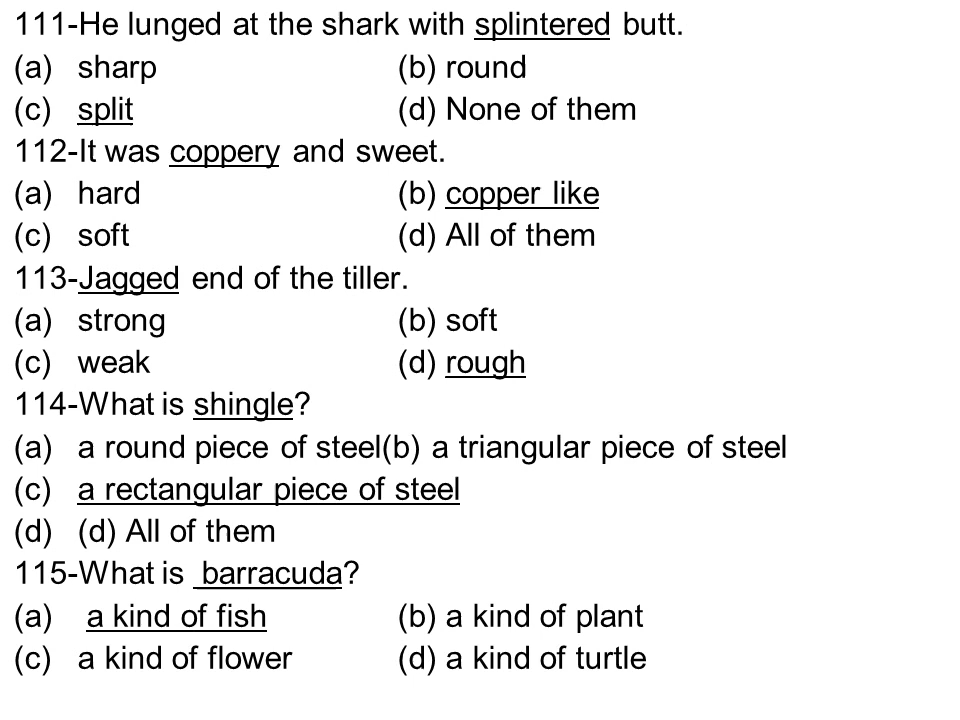 111-He lunged at the shark with splintered butt.
(a) sharp (b) round
(c) split (d) None of them
112-It was coppery and sweet.
(a) hard (b) copper like
(c) soft (d) All of them
113-Jagged end of the tiller.
(a) strong (b) soft
(c) weak (d) rough
114-What is shingle?
(a) a round piece of steel(b) a triangular piece of steel
(c) a rectangular piece of steel
(d) (d) All of them
115-What is barracuda?
(a) a kind of fish (b) a kind of plant
(c) a kind of flower (d) a kind of turtle